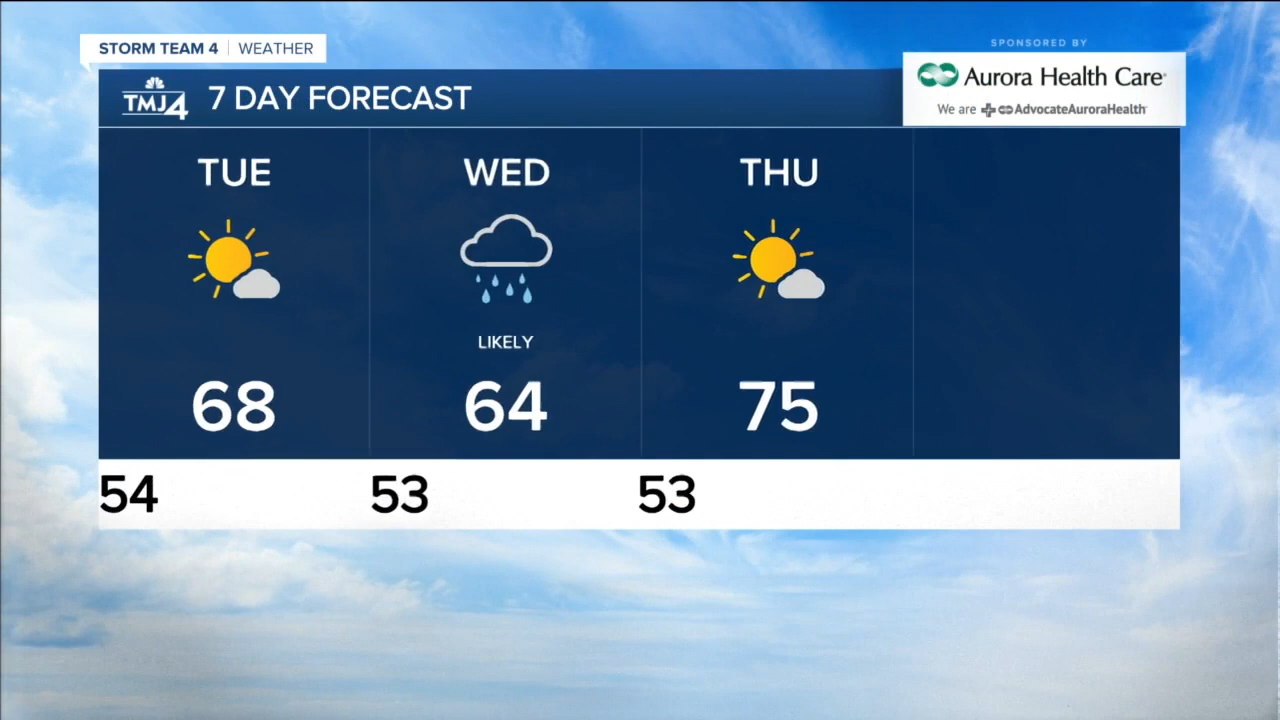 STORM TEAM 4 | WEATHER
SPONSORED BY
TMJ4 7 DAY FORECAST
Aurora Health Care
We are AdvocateAuroraHealth
TUE WED THU
LIKELY
68 64 75
54 53 53